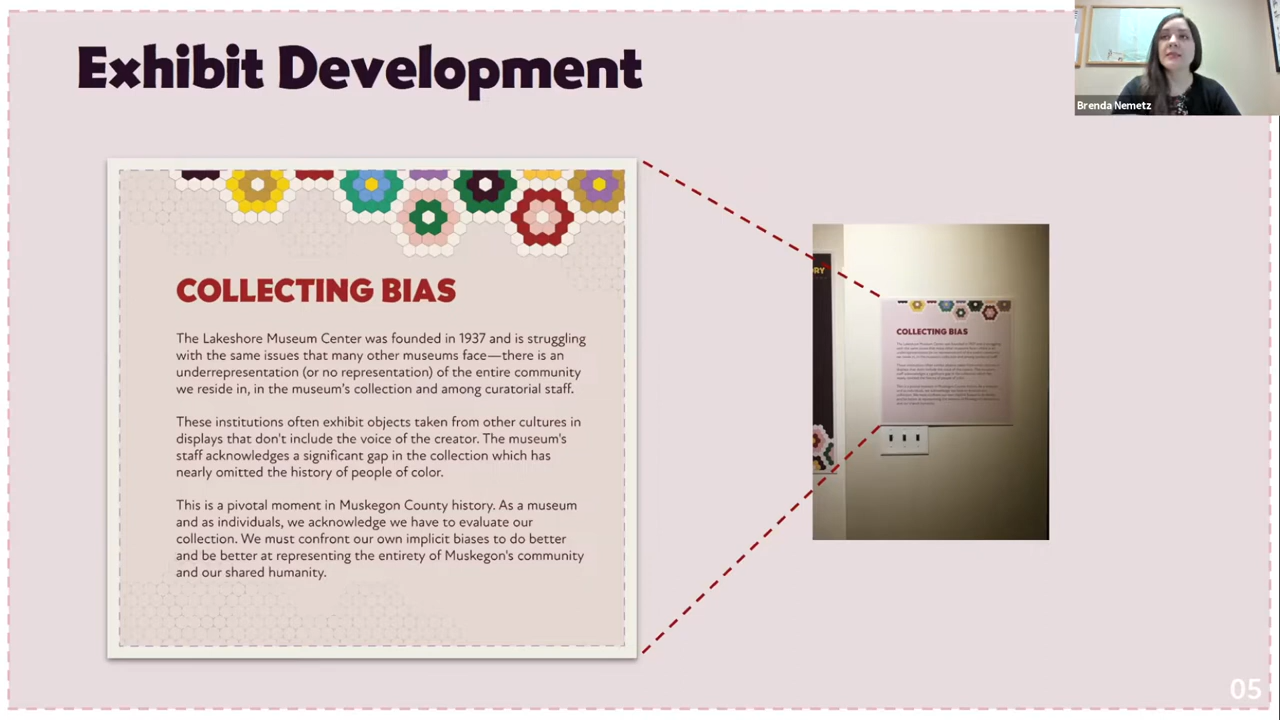 Exhibit Development
Brenda Nemetz
COLLECTING BIAS
The Lakeshore Museum Center was founded in 1937 and is struggling
with the same issues that many other museums face—there is an
underrepresentation (or no representation) of the entire community
we reside in in the museum's collection and among curatorial staff.
These institutions often exhibit objects taken from other cultures in
displays that don't include the voice of the creator. The museum's
staff acknowledges a significant gap in the collection which has
nearly omitted the history of people of color.
This is a pivotal moment in Muskegon County history. As a museum
and as individuals, we acknowledge we have to evaluate our
collection. We must confront our own implicit biases to do better
and be better at representing the entirety of Muskegon's community
and our shared humanity.
COLLECTING BIAS
05